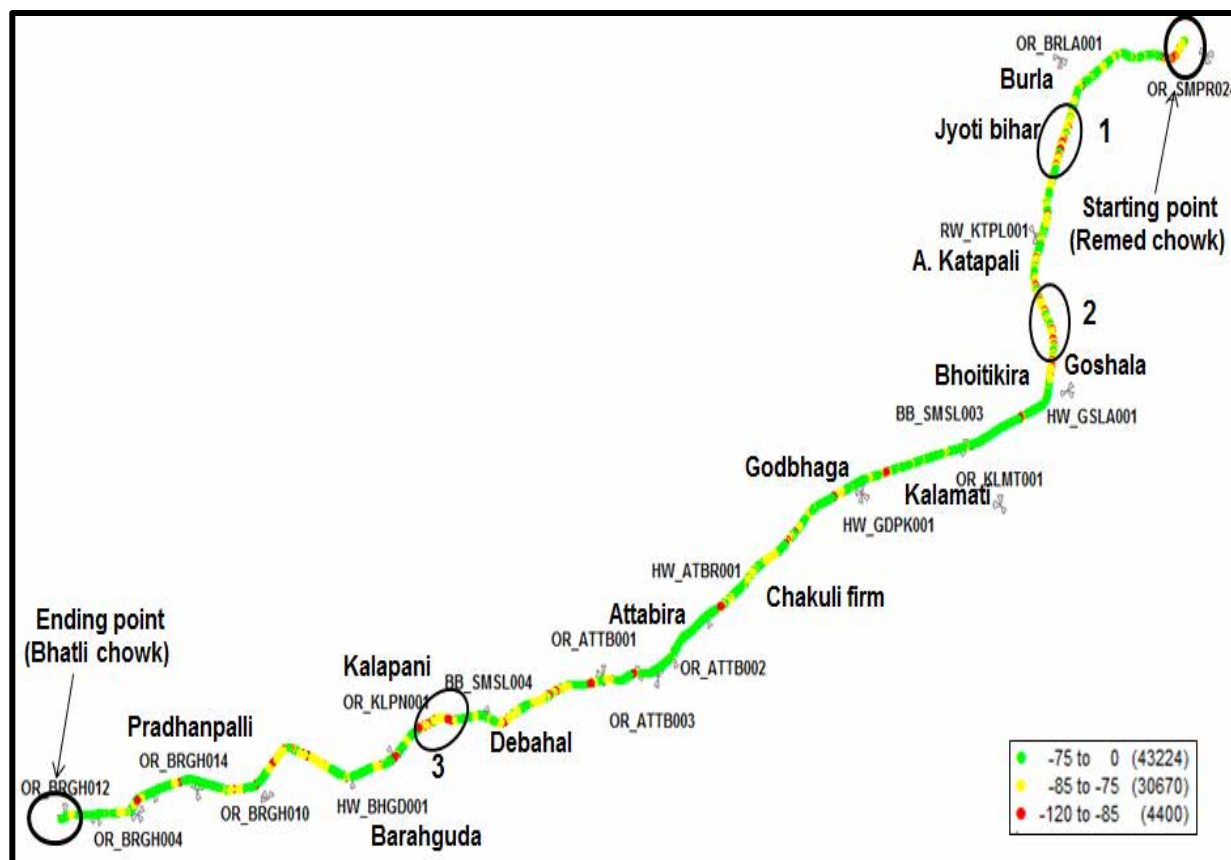 OR_BRLA001
Burla
OR_SMPR024
Jyoti bihar
1
Starting point
(Remed chowk)
RW_KTPL001
A. Katapali
2
Goshala
Bhoitikira
BB_SMSL003
HW_GSLA001
Godbhaga
OR_KLMT001
Kalamati
HW_GDPK001
HW_ATBR001
Chakuli firm
Attabira
Ending point
(Bhatli chowk)
OR_ATTB001
Kalapani
OR_ATTB002
BB_SMSL004
OR_KLPN001
OR_ATTB003
Debahal
Pradhanpalli
3
OR_BRGH014
OR_BRGH012
HW_BHGD001
OR_BRGH010
OR_BRGH004
Barahguda
-75 to 0 (43224)
-85 to -75 (30670)
-120 to -85 (4400)